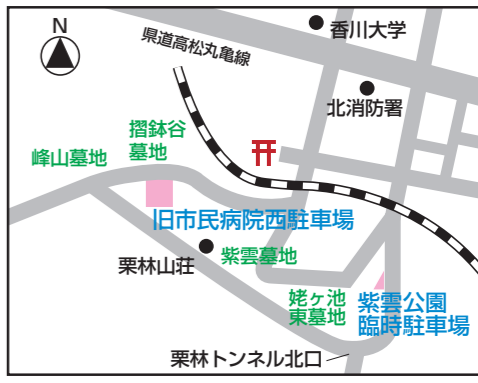 N
県道高松丸亀線
香川大学
北消防署
摺鉢谷
墓地
峰山墓地
旧市民病院西駐車場
紫雲墓地
栗林山荘
姥ヶ池
東墓地
紫雲公園
臨時駐車場
栗林トンネル北口